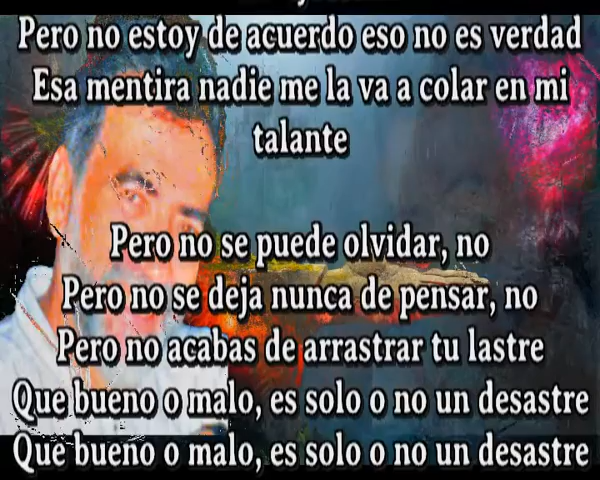 Pero no estoy de acuerdo eso no es verdad
Esa mentira nadie me la va a colar en mi
talante
Pero no se puede olvidar, no
Pero no se deja nunca de pensar, no
Pero no acabas de arrastrar tu lastre
Que bueno o malo, es solo o no un desastre
Que bueno o malo, es solo o no un desastre